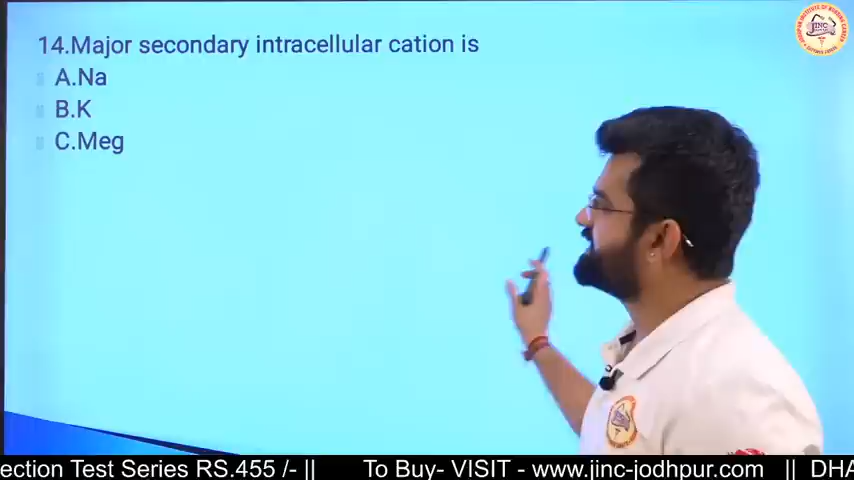 14.Major secondary intracellular cation is
A.Na
B.K
C.Meg
JINC
ection Test Series RS.455 /- || To Buy- VISIT - www.jinc-jodhpur.com || DHA